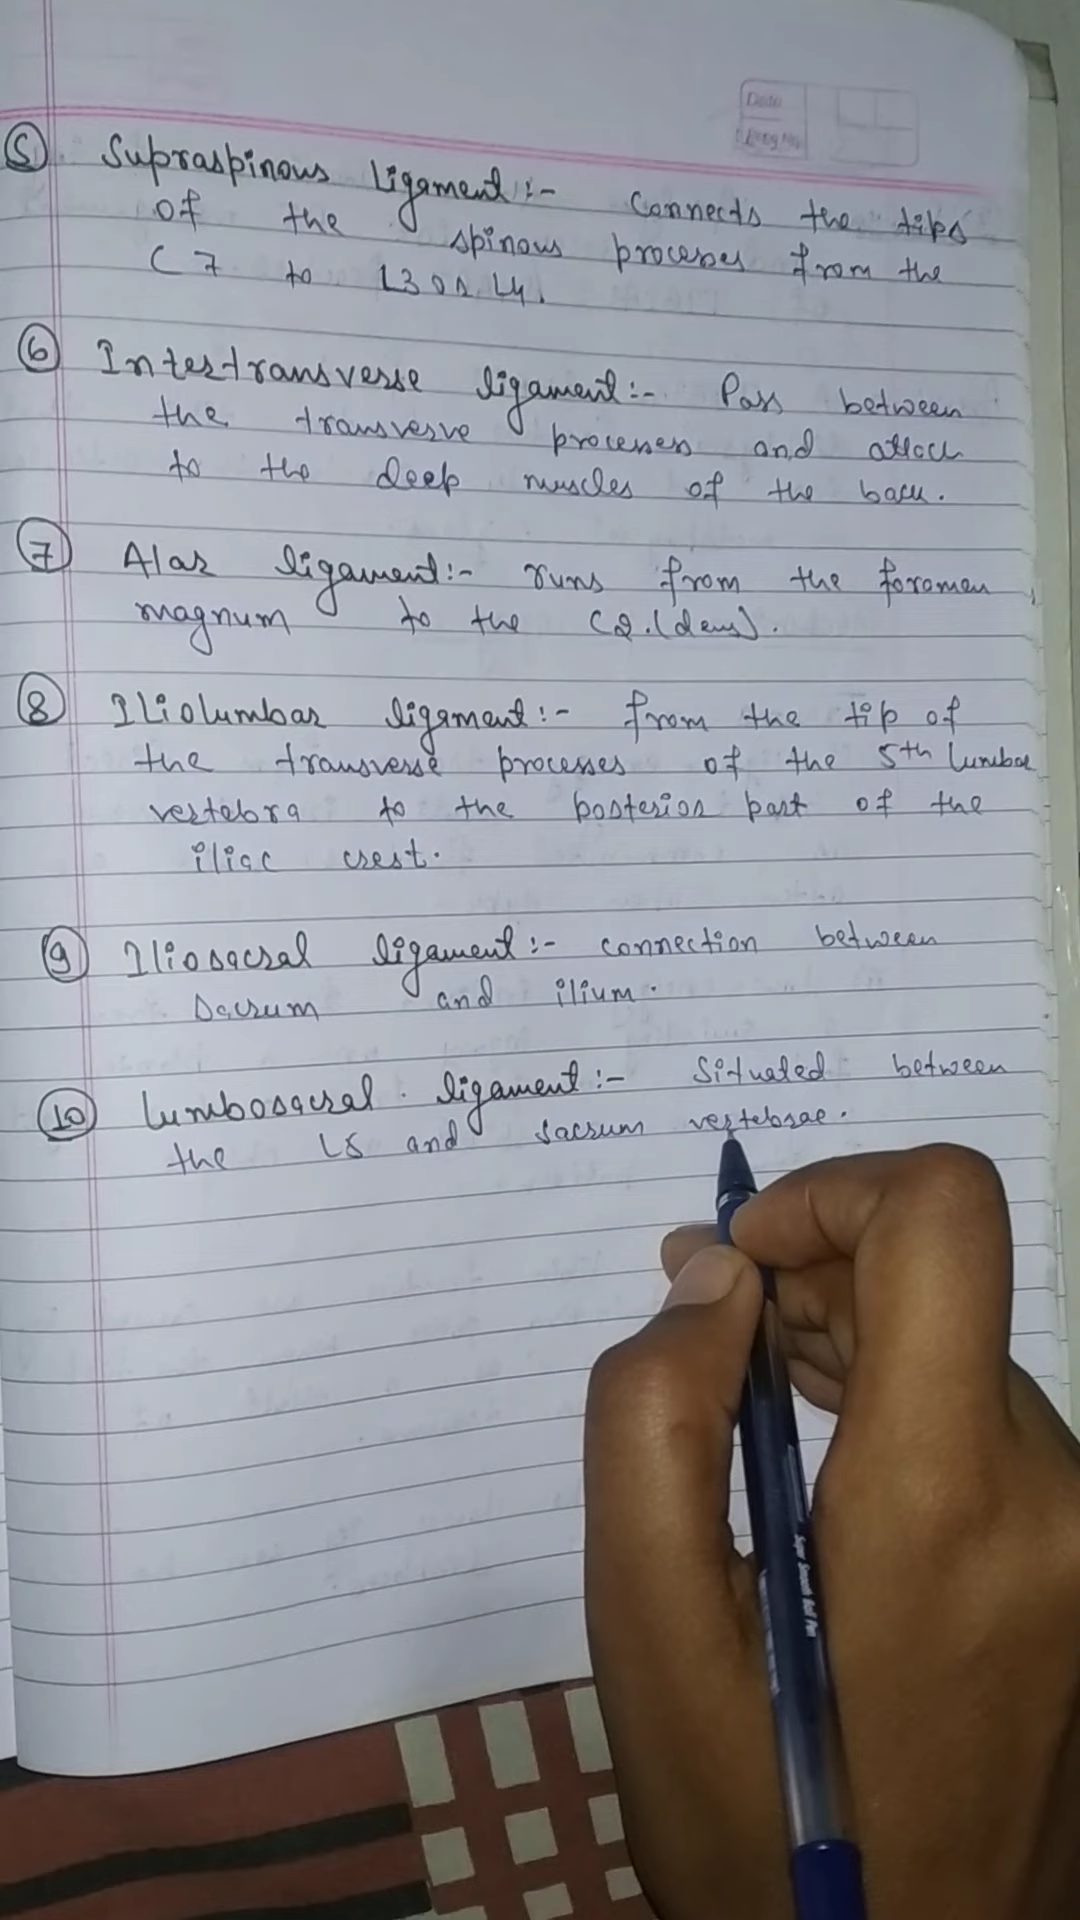 Date
Page No.
⑤ Supraspinous Ligament :- Connects the tips
of the spinous processes from the
C7 to L3 or L4.
⑥ Intertransverse ligament :- Pass between
the transverse processes and attach
to the deep muscles of the back.
⑦ Alar ligament :- runs from the foramen
magnum to the C2. (dens).
⑧ Iliolumbar ligament :- from the tip of
the transverse processes of the 5th lumbar
vertebra to the posterior part of the
iliac crest.
⑨ Iliosacral ligament :- connection between
sacrum and ilium.
⑩ Lumbosacral ligament :- Situated between
the L5 and sacrum vertebrae.